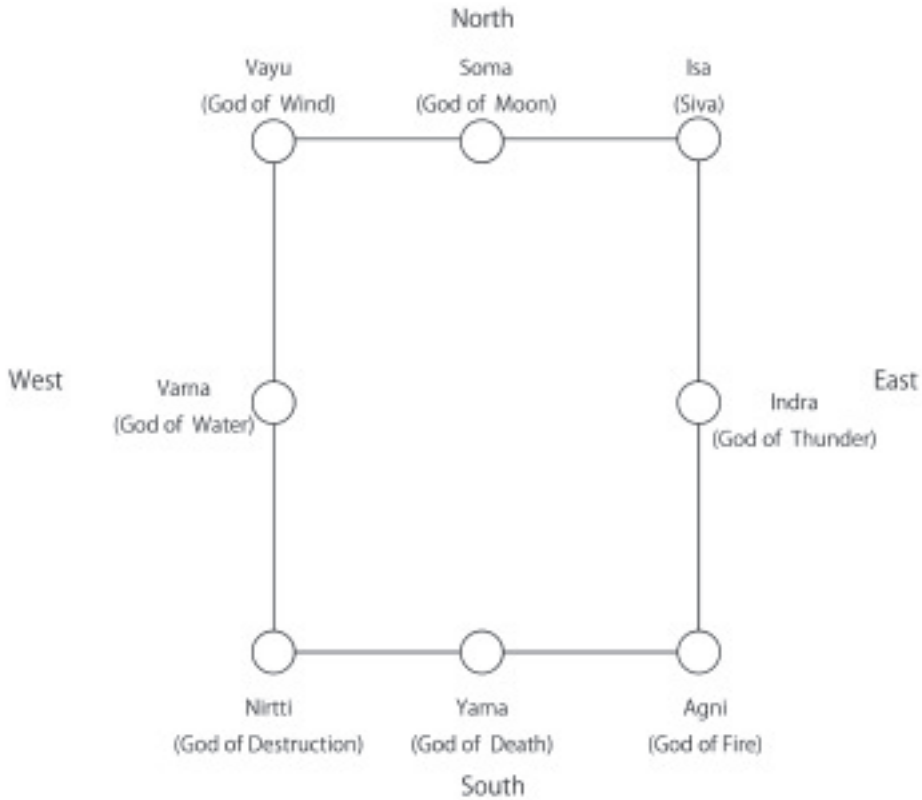 North
Vayu
(God of Wind)
Soma
(God of Moon)
Isa
(Siva)
West
Varna
(God of Water)
Indra
(God of Thunder)
East
Nirtti
(God of Destruction)
Yama
(God of Death)
Agni
(God of Fire)
South